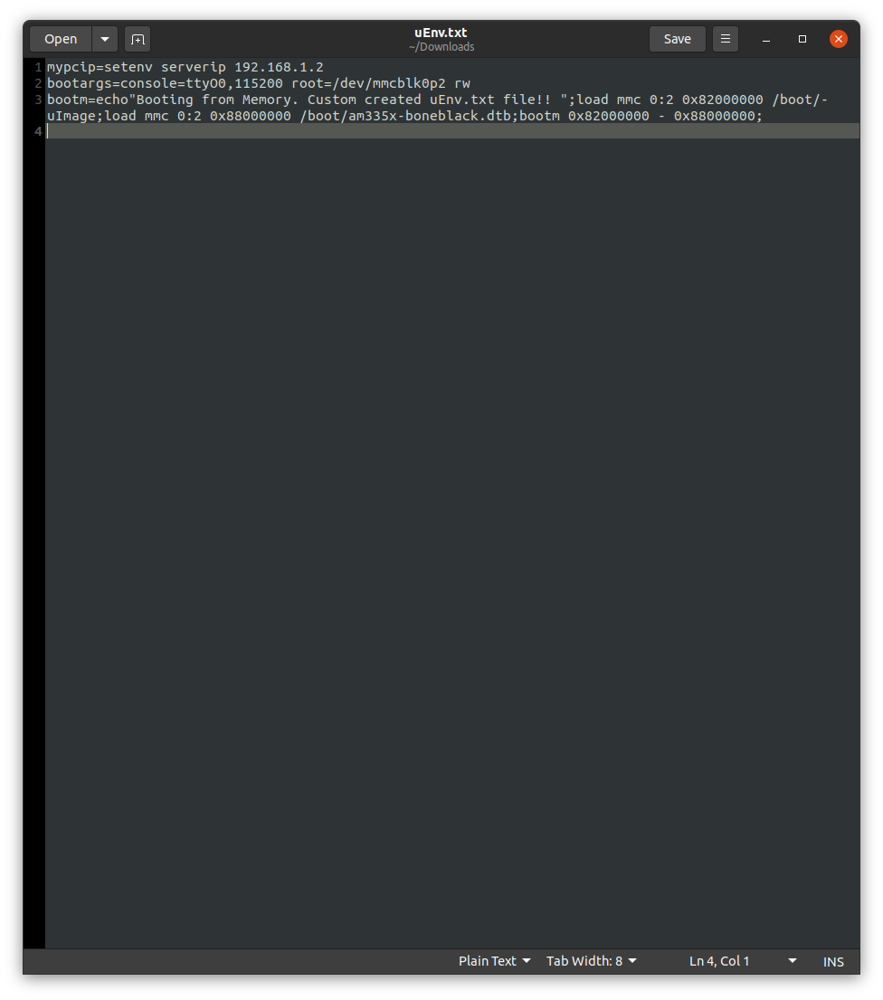 Open
uEnv.txt
~/Downloads
Save
1 mypcip=setenv serverip 192.168.1.2
2 bootargs=console=ttyO0,115200 root=/dev/mmcblk0p2 rw
3 bootm=echo"Booting from Memory. Custom created uEnv.txt file!! ";load mmc 0:2 0x82000000 /boot/-
uImage;load mmc 0:2 0x88000000 /boot/am335x-boneblack.dtb;bootm 0x82000000 - 0x88000000;
4
Plain Text Tab Width: 8 Ln 4, Col 1 INS